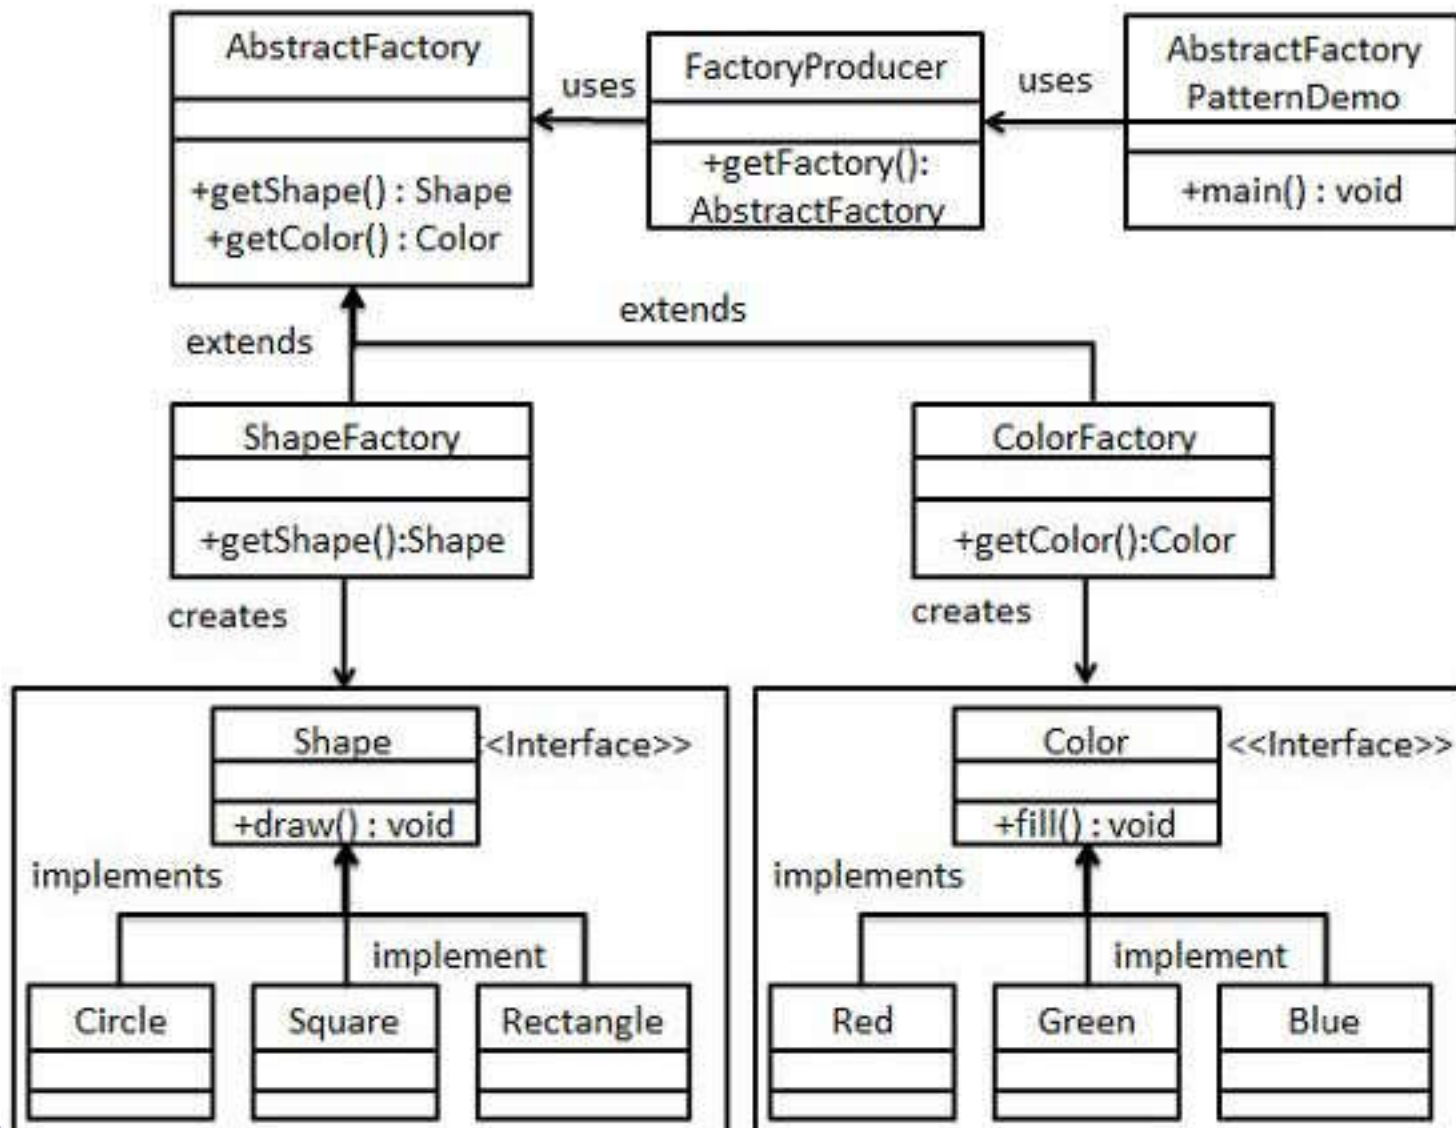 AbstractFactory
+getShape() : Shape
+getColor() : Color
uses
FactoryProducer
+getFactory():
AbstractFactory
uses
AbstractFactory
PatternDemo
+main() : void
extends
extends
ShapeFactory
+getShape():Shape
ColorFactory
+getColor():Color
creates
creates
Shape
<<Interface>>
+draw() : void
implements
implement
Circle
Square
Rectangle
Color
<<Interface>>
+fill() : void
implements
implement
Red
Green
Blue